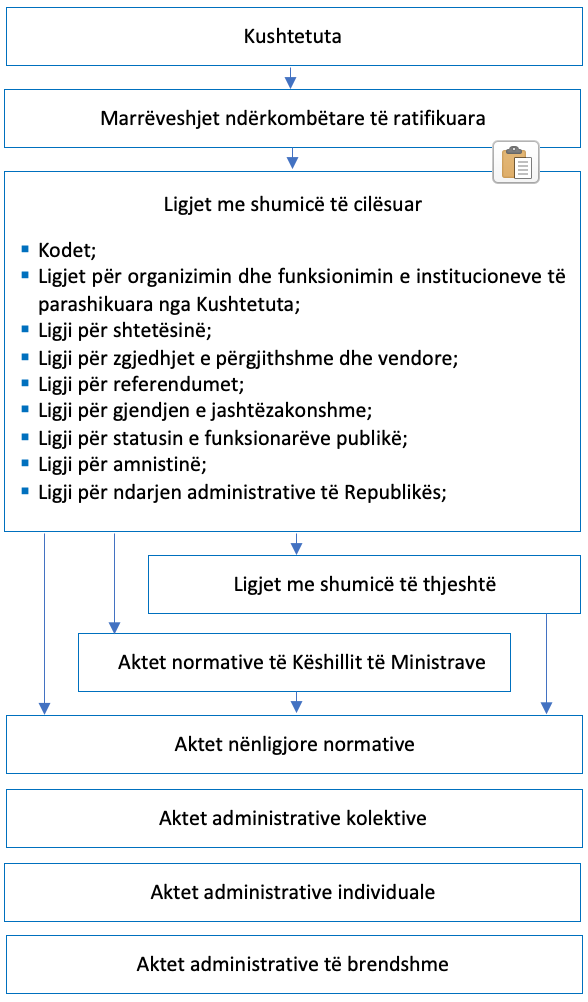 Kushtetuta
Marrëveshjet ndërkombëtare të ratifikuara
Ligjet me shumicë të cilësuar
▪ Kodet;
▪ Ligjet për organizimin dhe funksionimin e institucioneve të
parashikuara nga Kushtetuta;
▪ Ligji për shtetësinë;
▪ Ligji për zgjedhjet e përgjithshme dhe vendore;
▪ Ligji për referendumet;
▪ Ligji për gjendjen e jashtëzakonshme;
▪ Ligji për statusin e funksionarëve publikë;
▪ Ligji për amnistinë;
▪ Ligji për ndarjen administrative të Republikës;
Ligjet me shumicë të thjeshtë
Aktet normative të Këshillit të Ministrave
Aktet nënligjore normative
Aktet administrative kolektive
Aktet administrative individuale
Aktet administrative të brendshme